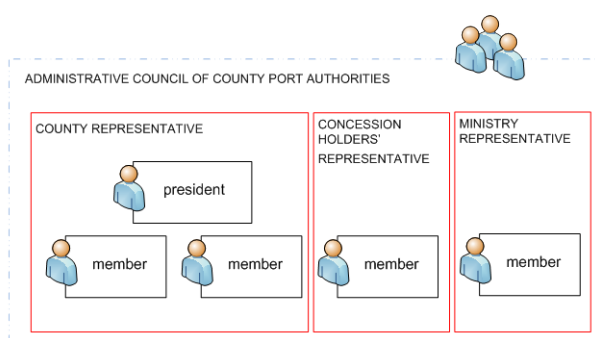 ADMINISTRATIVE COUNCIL OF COUNTY PORT AUTHORITIES
COUNTY REPRESENTATIVE
president
member
member
CONCESSION
HOLDERS'
REPRESENTATIVE
member
MINISTRY
REPRESENTATIVE
member